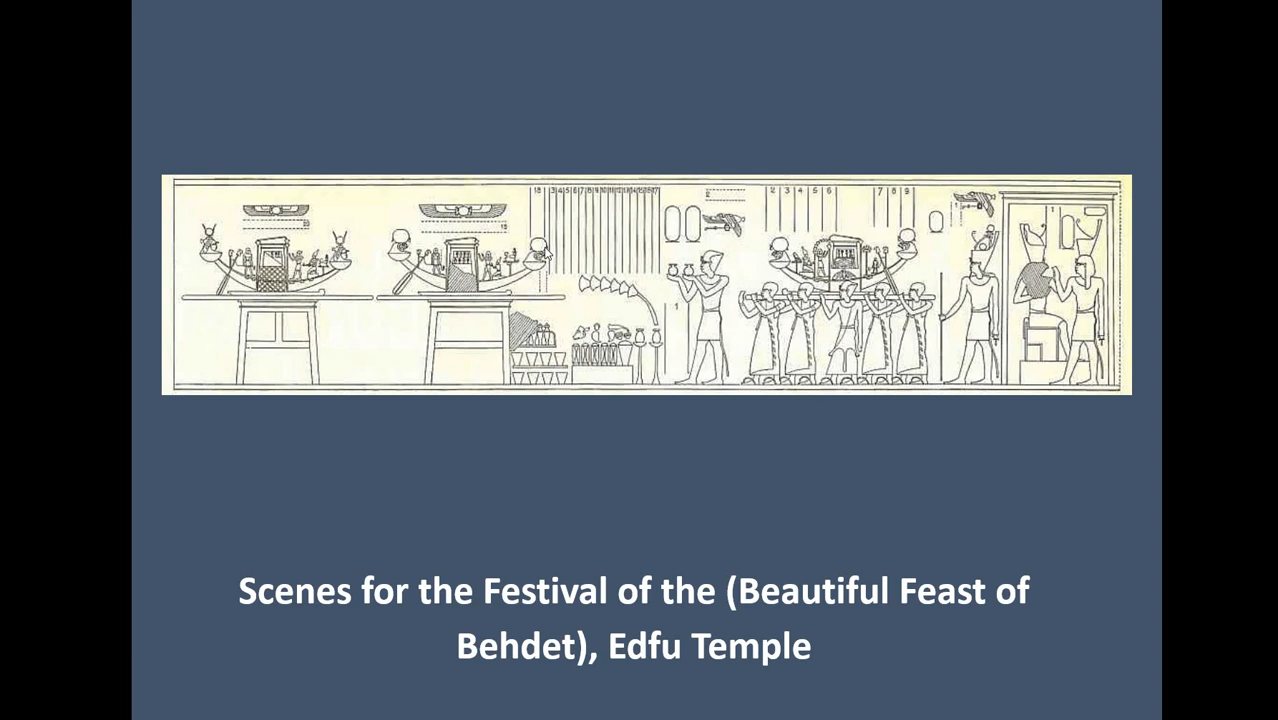 Scenes for the Festival of the (Beautiful Feast of
Behdet), Edfu Temple